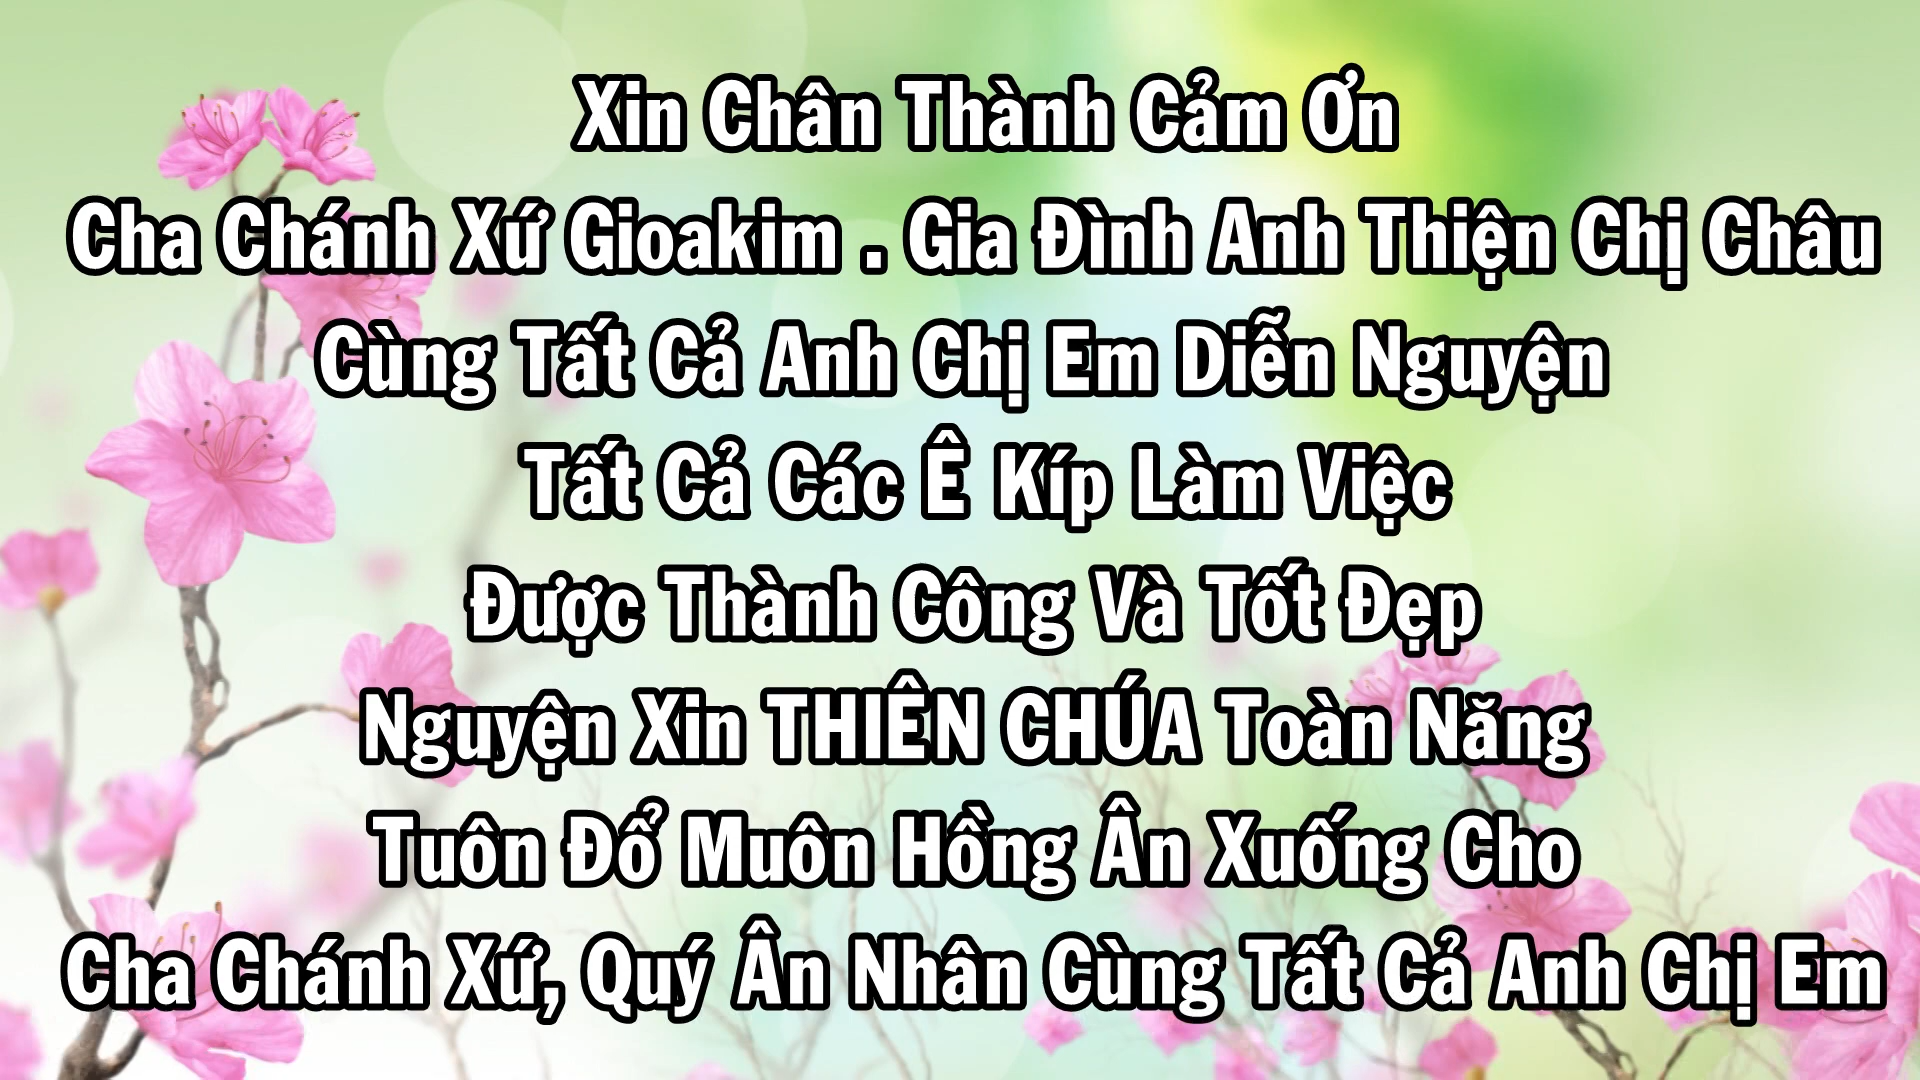 Xin Chân Thành Cảm Ơn
Cha Chánh Xứ Gioakim . Gia Đình Anh Thiện Chị Châu
Cùng Tất Cả Anh Chị Em Diễn Nguyện
Tất Cả Các Ê Kíp Làm Việc
Được Thành Công Và Tốt Đẹp
Nguyện Xin THIÊN CHÚA Toàn Năng
Tuôn Đổ Muôn Hồng Ân Xuống Cho
Cha Chánh Xứ, Quý Ân Nhân Cùng Tất Cả Anh Chị Em